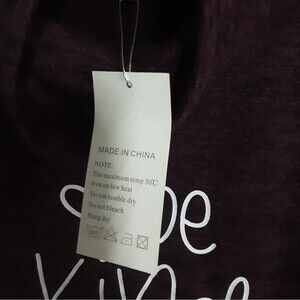 MADE IN CHINA
NOTE:
The maximum temp 30℃
Iron on low heat
Do not tumble dry
Do not bleach
Hang dry